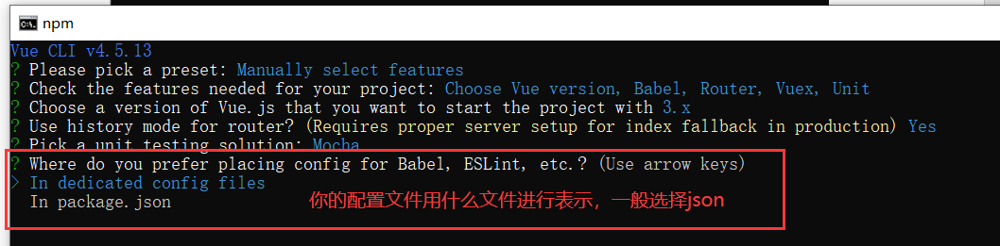 npm
Vue CLI v4.5.13
? Please pick a preset: Manually select features
? Check the features needed for your project: Choose Vue version, Babel, Router, Vuex, Unit
? Choose a version of Vue.js that you want to start the project with 3.x
? Use history mode for router? (Requires proper server setup for index fallback in production) Yes
? Pick a unit testing solution: Mocha
? Where do you prefer placing config for Babel, ESLint, etc.? (Use arrow keys)
> In dedicated config files
In package.json
你的配置文件用什么文件进行表示，一般选择json